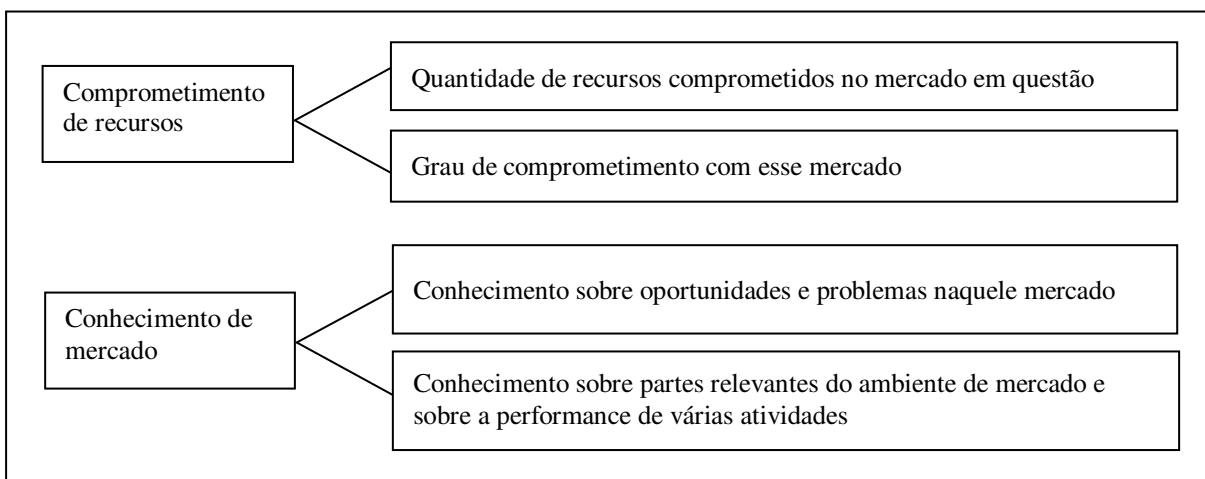 Comprometimento
de recursos
Quantidade de recursos comprometidos no mercado em questão
Grau de comprometimento com esse mercado
Conhecimento de
mercado
Conhecimento sobre oportunidades e problemas naquele mercado
Conhecimento sobre partes relevantes do ambiente de mercado e
sobre a performance de várias atividades